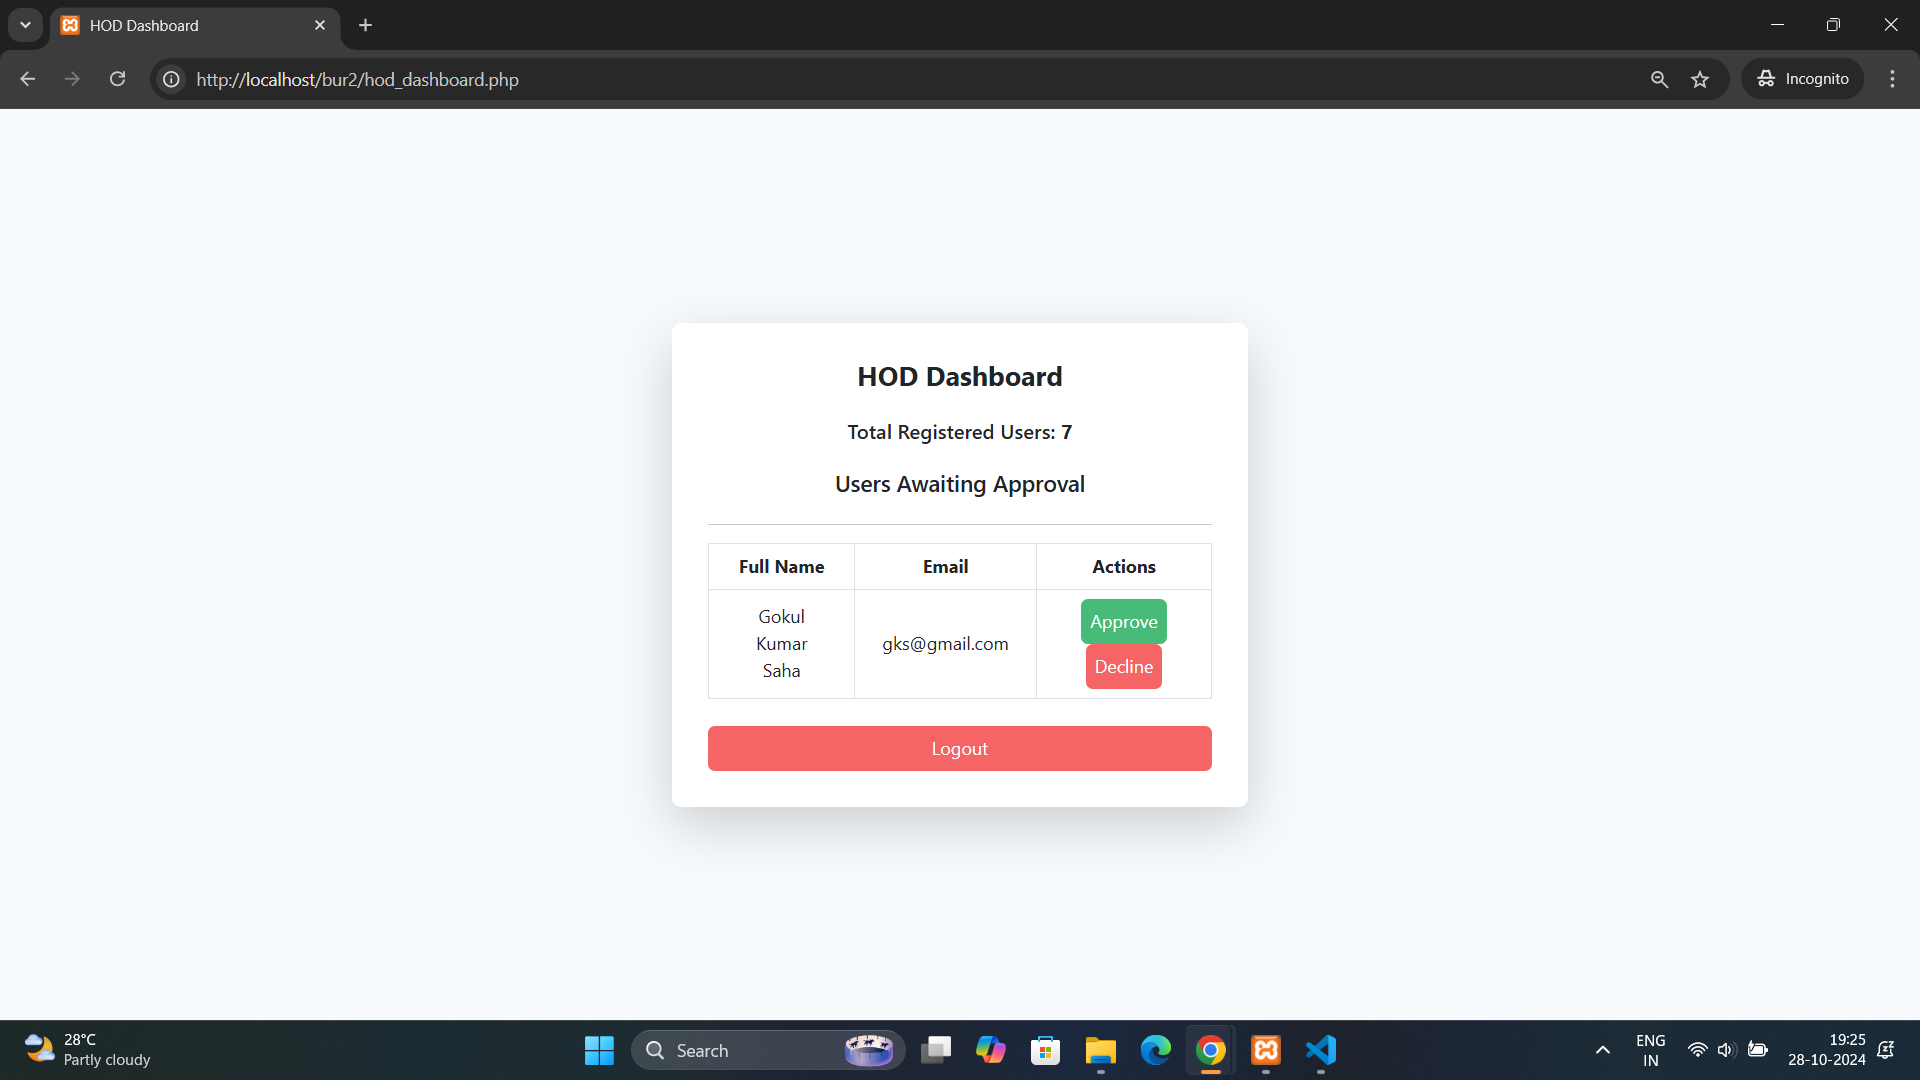 HOD Dashboard
http://localhost/bur2/hod_dashboard.php
Incognito
HOD Dashboard
Total Registered Users: 7
Users Awaiting Approval
Full Name Email Actions
Gokul
Kumar
Saha
gks@gmail.com
Approve
Decline
Logout
28°C
Partly cloudy
Search
ENG
IN
19:25
28-10-2024